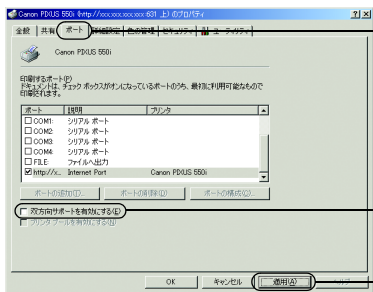 Canon PIXUS 550i (http://xxx.xxx.xxx.xxx:631 上) のプロパティ
全般 共有 ポート 詳細設定 色の管理 セキュリティ ユーティリティ
Canon PIXUS 550i
印刷するポート(P)
ドキュメントは、チェック ボックスがオンになっているポートのうち、最初に利用可能なもので
印刷されます。
ポート 説明 プリンタ
COM1: シリアル ポート
COM2: シリアル ポート
COM3: シリアル ポート
COM4: シリアル ポート
FILE: ファイルへ出力
http://x... Internet Port Canon PIXUS 550i
ポートの追加(T)... ポートの削除(D) ポートの構成(C)...
双方向サポートを有効にする(E)
プリンタ プールを有効にする(N)
OK キャンセル 適用(A) ヘルプ